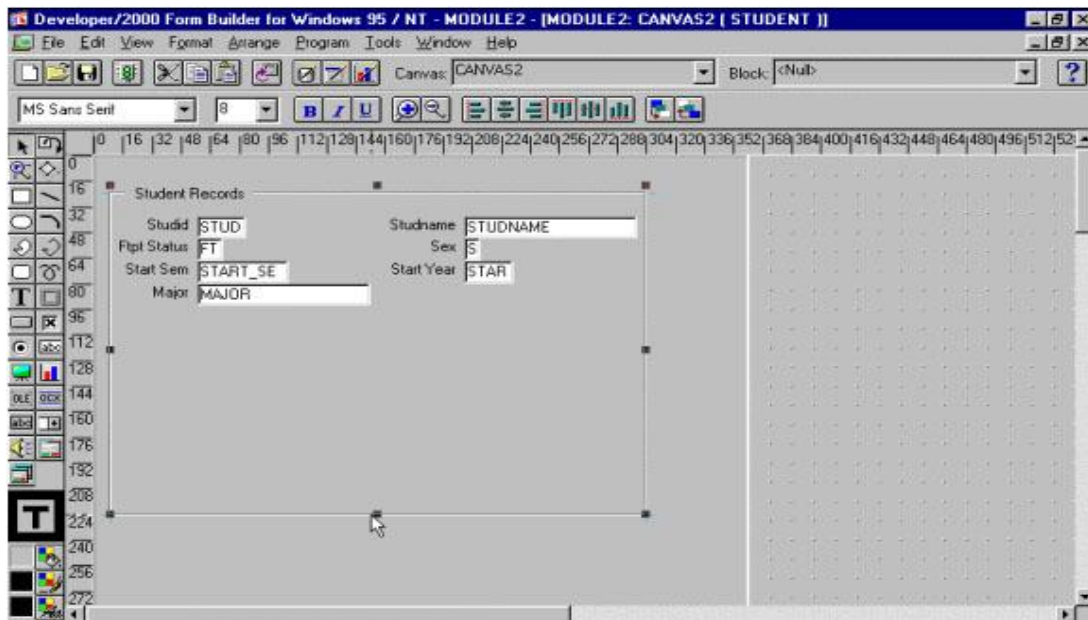 Developer/2000 Form Builder for Windows 95 / NT - MODULE2 - [MODULE2: CANVAS2 ( STUDENT )]
File Edit View Format Arrange Program Tools Window Help
Canvas: CANVAS2 Block: <Null>
MS Sans Serif 8 B I U
0 16 32 48 64 80 96 112 128 144 160 176 192 208 224 240 256 272 288 304 320 336 352 368 384 400 416 432 448 464 480 496 512 52
0
16
Student Records
32
Studid STUD Studname STUDNAME
48
Ftpt Status FT Sex S
64
Start Sem START_SE Start Year STAR
80
T
Major MAJOR
96
112
abc
128
144
OLE OCX
160
abc
176
192
208
T
224
240
256
272